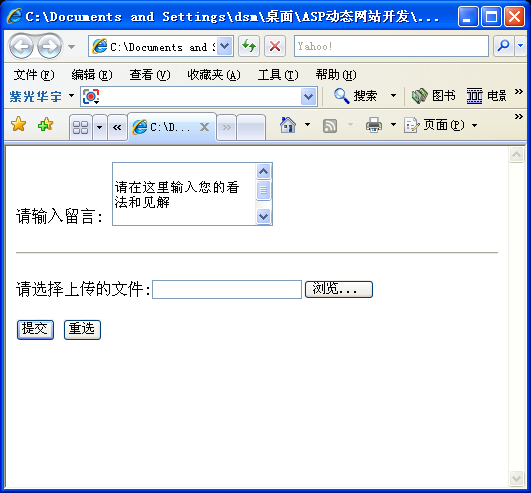 C:\Documents and Settings\dsm\桌面\ASP动态网站开发\...
C:\Documents and S
Yahoo!
文件(F) 编辑(E) 查看(V) 收藏夹(A) 工具(T) 帮助(H)
紫光华宇 搜索 图书 电影
C:\D... 页面(P)
请在这里输入您的看
法和见解
请输入留言:
请选择上传的文件: 浏览...
提交 重选